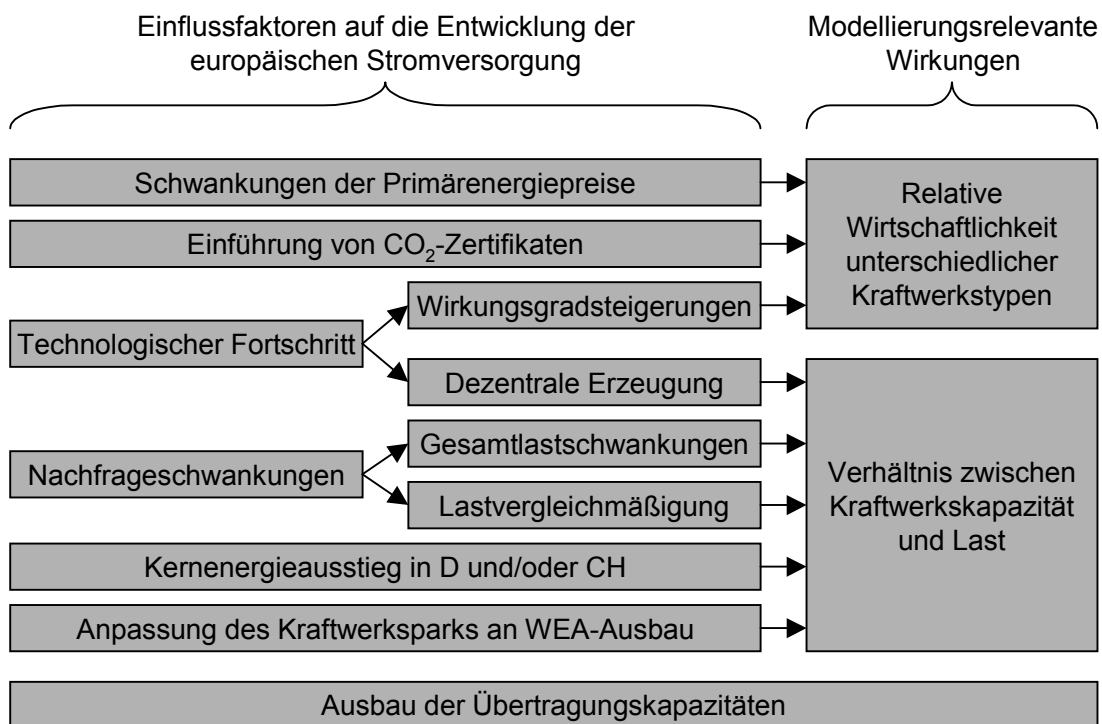 Einflussfaktoren auf die Entwicklung der
europäischen Stromversorgung
Modellierungsrelevante
Wirkungen
Schwankungen der Primärenergiepreise
Einführung von CO₂-Zertifikaten
Technologischer Fortschritt
Wirkungsgradsteigerungen
Dezentrale Erzeugung
Nachfrageschwankungen
Gesamtlastschwankungen
Lastvergleichmäßigung
Kernenergieausstieg in D und/oder CH
Anpassung des Kraftwerksparks an WEA-Ausbau
Relative
Wirtschaftlichkeit
unterschiedlicher
Kraftwerkstypen
Verhältnis zwischen
Kraftwerkskapazität
und Last
Ausbau der Übertragungskapazitäten